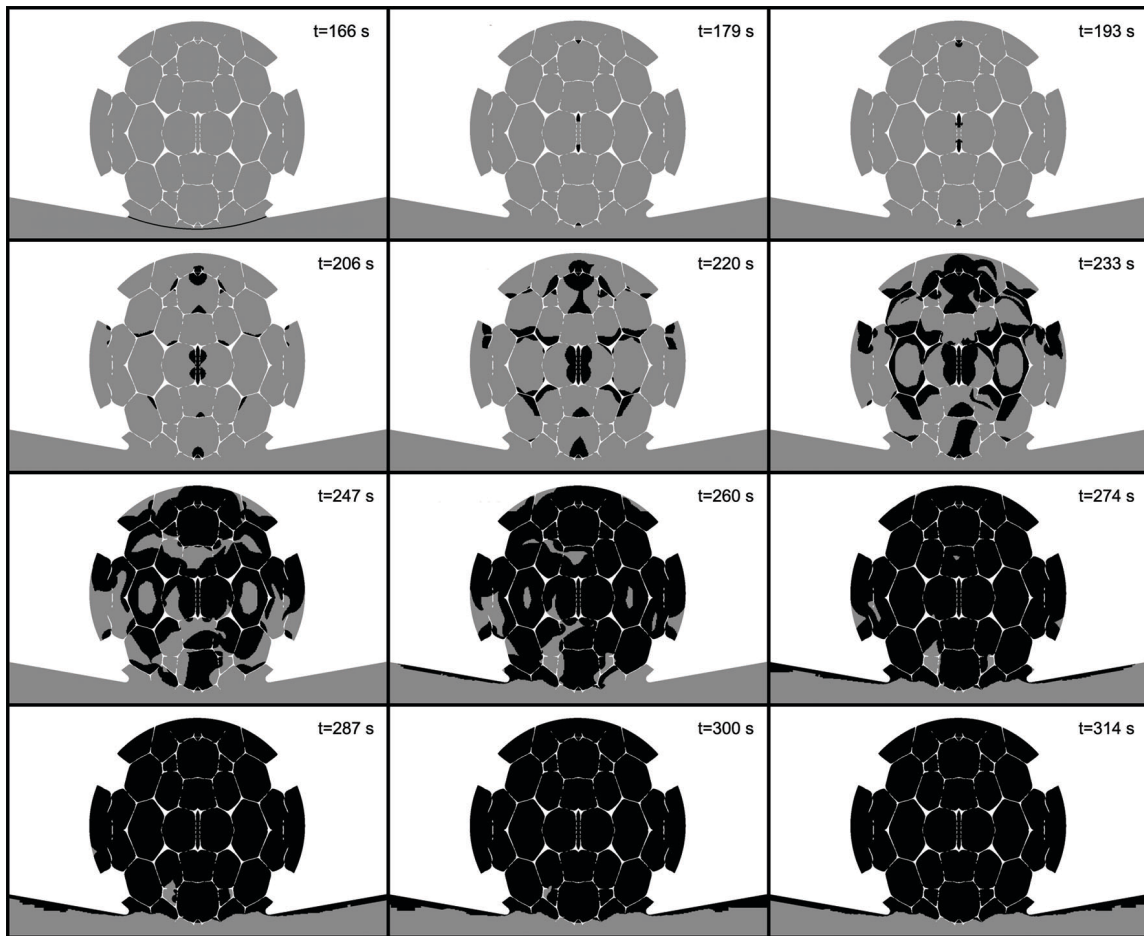 t=166 s
t=179 s
t=193 s
t=206 s
t=220 s
t=233 s
t=247 s
t=260 s
t=274 s
t=287 s
t=300 s
t=314 s